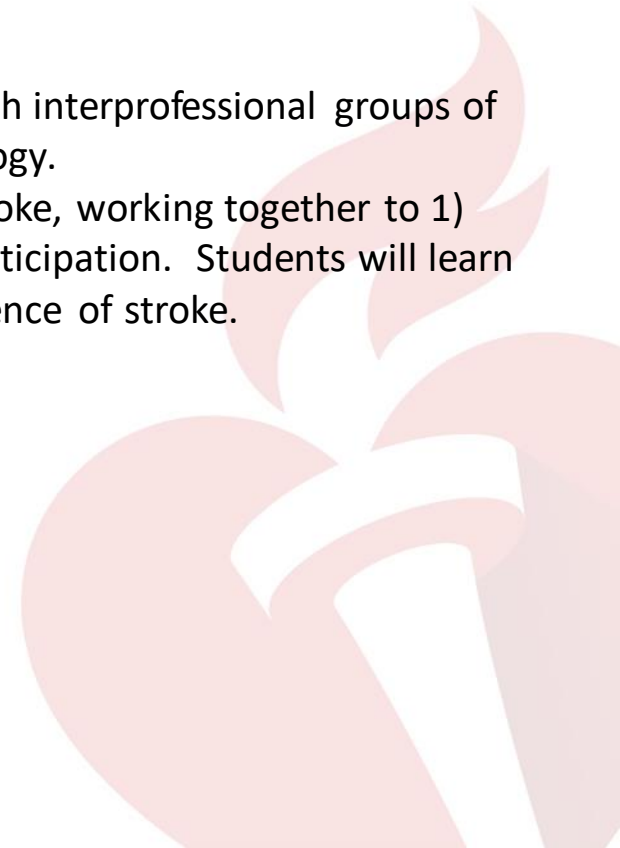 h interprofessional groups of
ogy.
oke, working together to 1)
ticipation. Students will learn
ence of stroke.